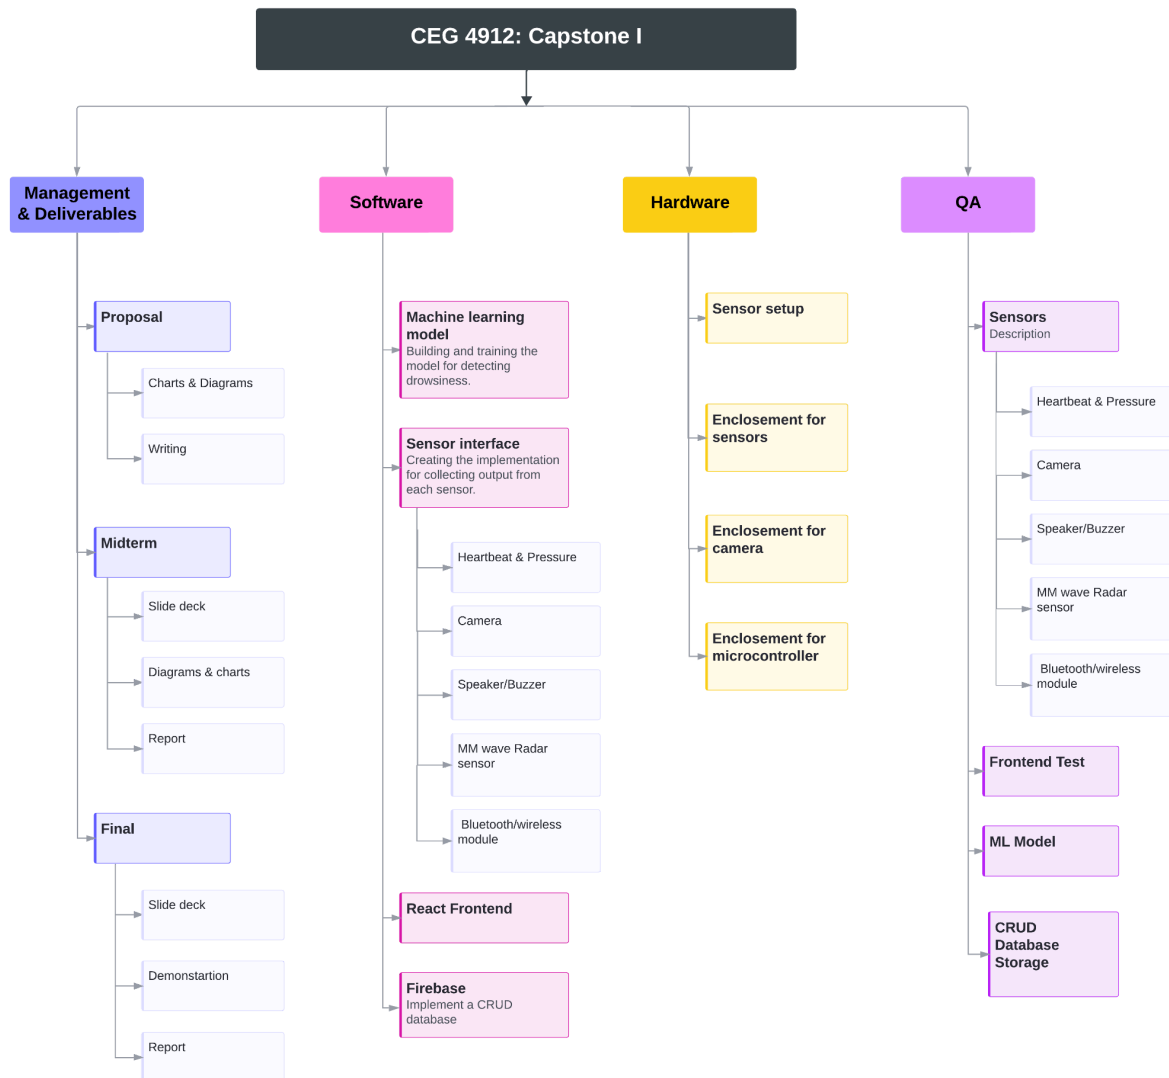 CEG 4912: Capstone I
Management
& Deliverables
Proposal
Charts & Diagrams
Writing
Midterm
Slide deck
Diagrams & charts
Report
Final
Slide deck
Demonstartion
Report
Software
Machine learning
model
Building and training the
model for detecting
drowsiness.
Sensor interface
Creating the implementation
for collecting output from
each sensor.
Heartbeat & Pressure
Camera
Speaker/Buzzer
MM wave Radar
sensor
Bluetooth/wireless
module
React Frontend
Firebase
Implement a CRUD
database
Hardware
Sensor setup
Enclosement for
sensors
Enclosement for
camera
Enclosement for
microcontroller
QA
Sensors
Description
Heartbeat & Pressure
Camera
Speaker/Buzzer
MM wave Radar
sensor
Bluetooth/wireless
module
Frontend Test
ML Model
CRUD
Database
Storage